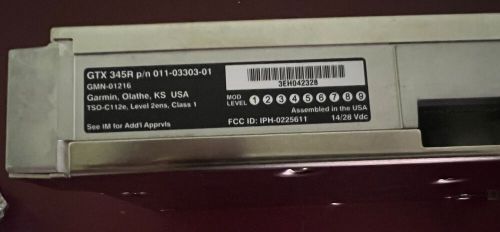 GTX 345R p/n 011-03303-01
GMN-01216
Garmin, Olathe, KS USA
TSO-C112e, Level 2ens, Class 1
See IM for Add'l Apprvls
3EH042328
MOD LEVEL 1 2 3 4 5 6 7 8 9
Assembled in the USA
FCC ID: IPH-0225611 14/28 Vdc